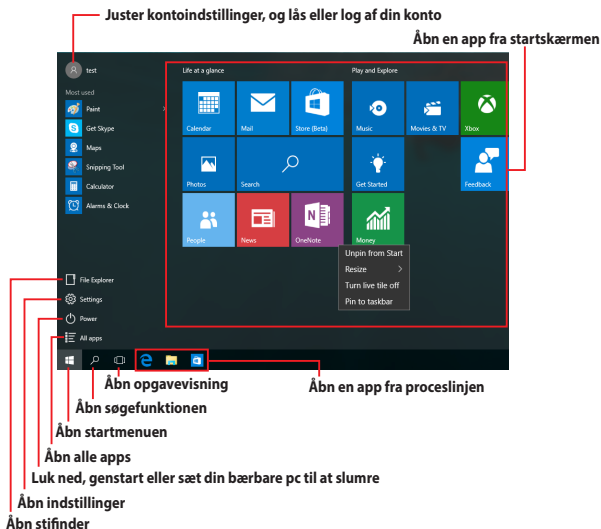 Juster kontoindstillinger, og lås eller log af din konto
Åbn en app fra startskærmen
test
Life at a glance
Play and Explore
Most used
Paint
Get Skype
Maps
Snipping Tool
Calculator
Alarms & Clock
Calendar
Mail
Store (Beta)
Music
Movies & TV
Xbox
Photos
Search
Get Started
Feedback
People
News
OneNote
Money
Unpin from Start
Resize
Turn live tile off
Pin to taskbar
File Explorer
Settings
Power
All apps
Åbn opgavevisning
Åbn en app fra proceslinjen
Åbn søgefunktionen
Åbn startmenuen
Åbn alle apps
Luk ned, genstart eller sæt din bærbare pc til at slumre
Åbn indstillinger
Åbn stifinder